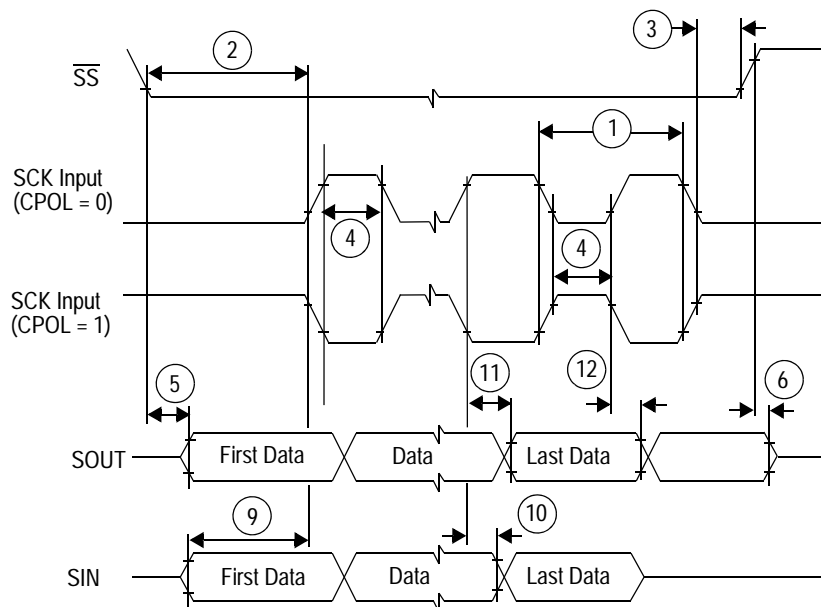 3
2
SS
1
SCK Input
(CPOL = 0)
4
4
SCK Input
(CPOL = 1)
5
11
12
6
SOUT
First Data
Data
Last Data
9
10
SIN
First Data
Data
Last Data